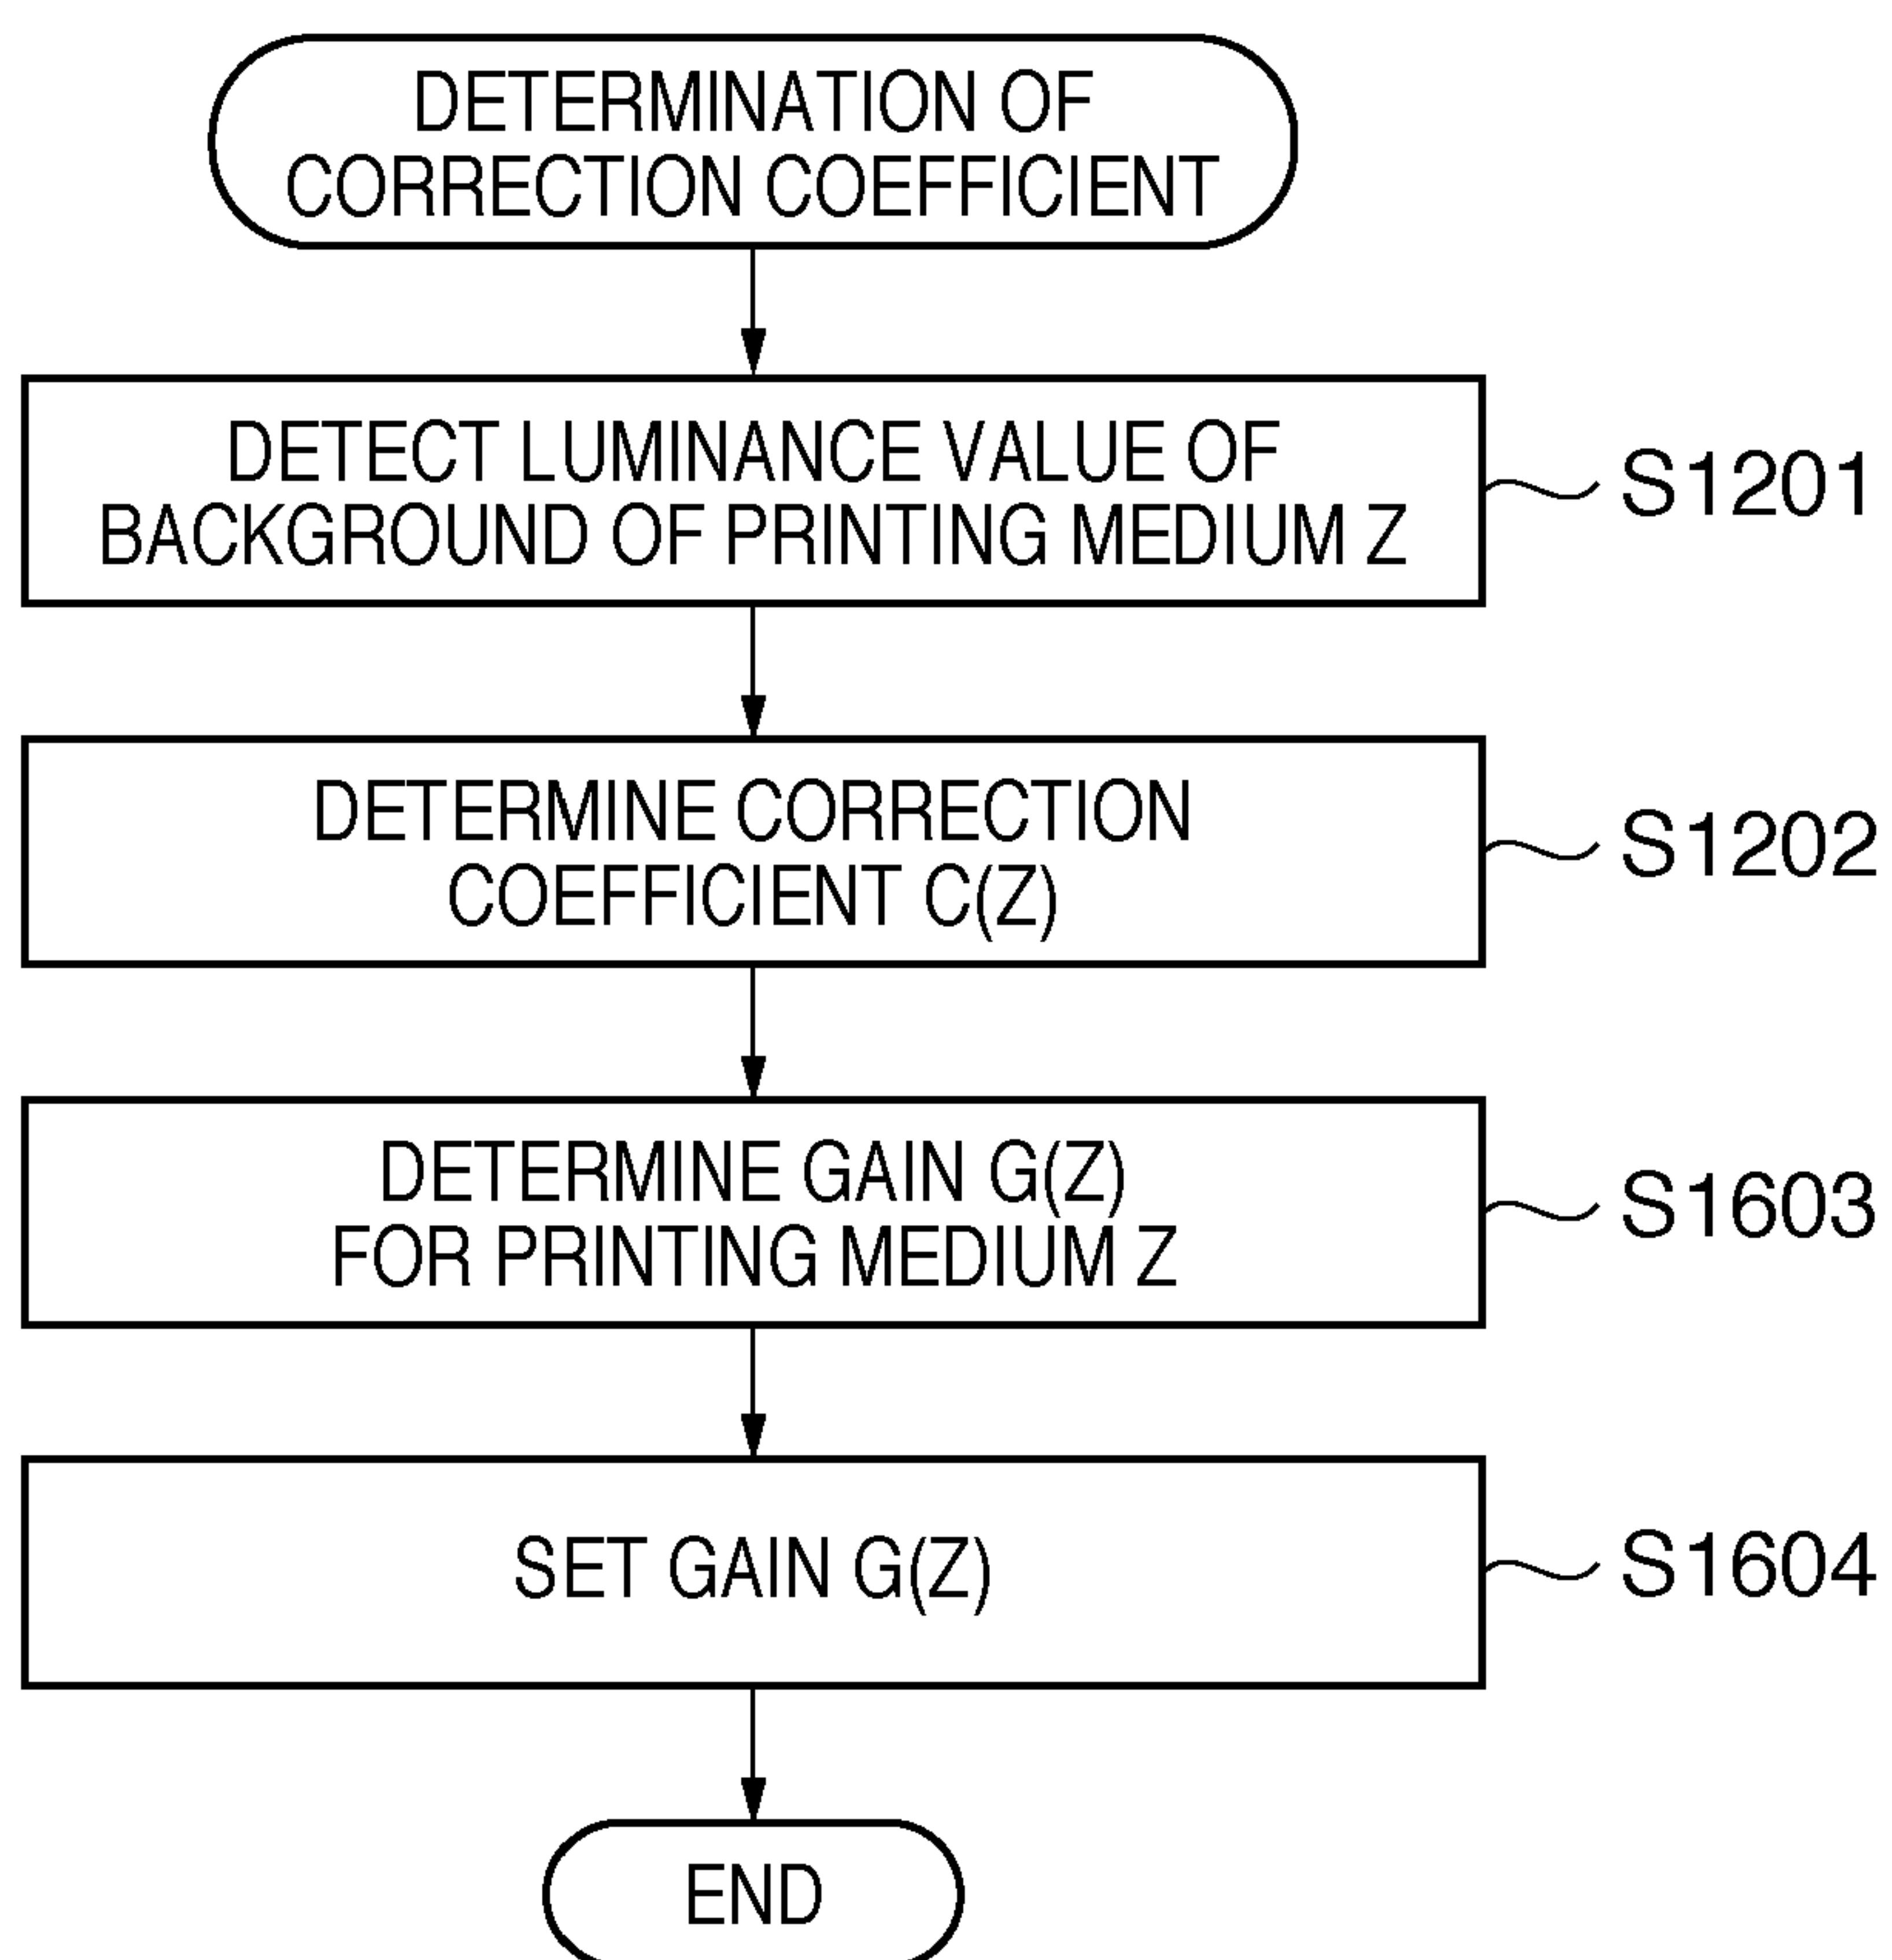 DETERMINATION OF
CORRECTION COEFFICIENT
DETECT LUMINANCE VALUE OF
BACKGROUND OF PRINTING MEDIUM Z
S1201
DETERMINE CORRECTION
COEFFICIENT C(Z)
S1202
DETERMINE GAIN G(Z)
FOR PRINTING MEDIUM Z
S1603
SET GAIN G(Z)
S1604
END